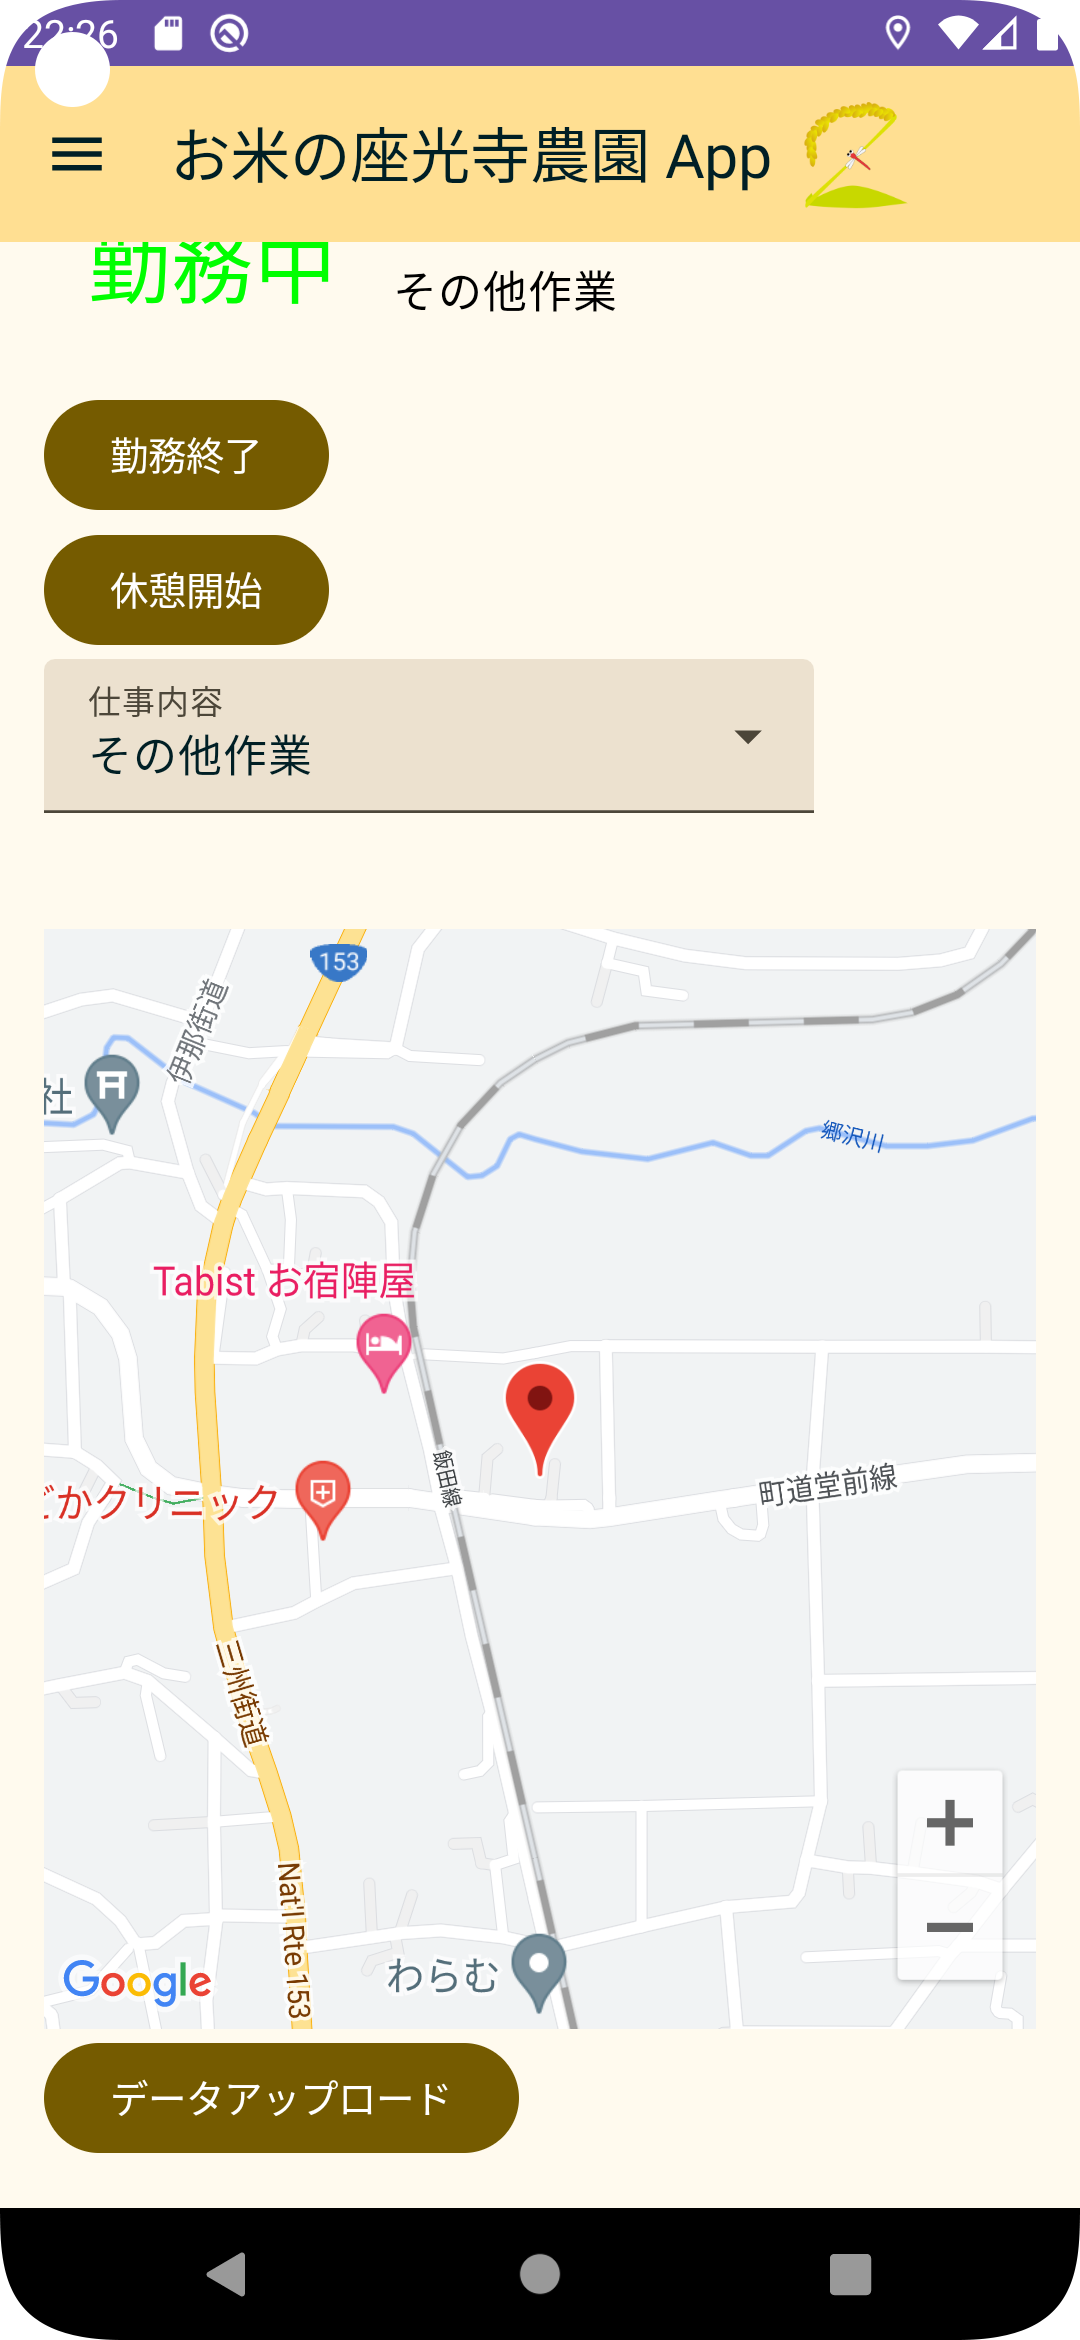 22:26
お米の座光寺農園 App
勤務中
その他作業
勤務終了
休憩開始
仕事内容
その他作業
153
伊那街道
社
郷沢川
Tabist お宿陣屋
飯田線
町道堂前線
どかクリニック
三州街道
Nat'l Rte 153
わらむ
Google
データアップロード